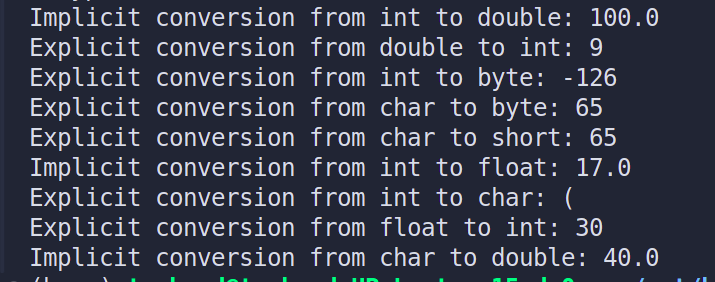 Implicit conversion from int to double: 100.0
Explicit conversion from double to int: 9
Explicit conversion from int to byte: -126
Explicit conversion from char to byte: 65
Explicit conversion from char to short: 65
Implicit conversion from int to float: 17.0
Explicit conversion from int to char: (
Explicit conversion from float to int: 30
Implicit conversion from char to double: 40.0